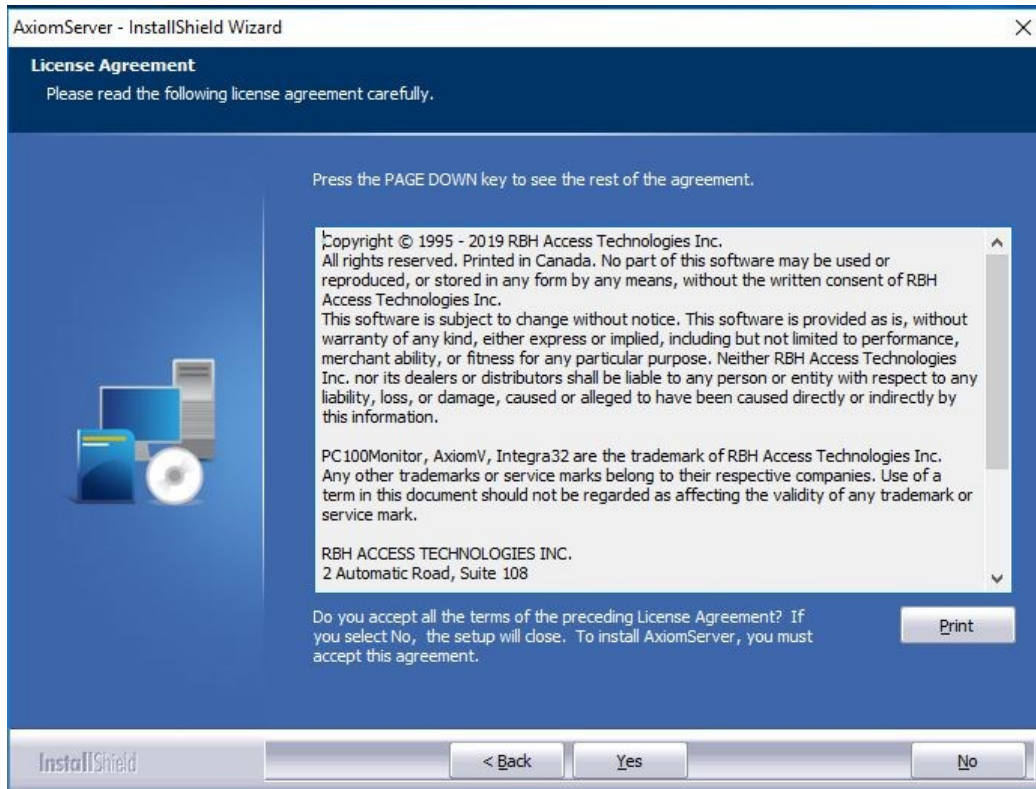 AxiomServer - InstallShield Wizard
License Agreement
Please read the following license agreement carefully.
Press the PAGE DOWN key to see the rest of the agreement.
Copyright © 1995 - 2019 RBH Access Technologies Inc.
All rights reserved. Printed in Canada. No part of this software may be used or
reproduced, or stored in any form by any means, without the written consent of RBH
Access Technologies Inc.
This software is subject to change without notice. This software is provided as is, without
warranty of any kind, either express or implied, including but not limited to performance,
merchant ability, or fitness for any particular purpose. Neither RBH Access Technologies
Inc. nor its dealers or distributors shall be liable to any person or entity with respect to any
liability, loss, or damage, caused or alleged to have been caused directly or indirectly by
this information.
PC100Monitor, AxiomV, Integra32 are the trademark of RBH Access Technologies Inc.
Any other trademarks or service marks belong to their respective companies. Use of a
term in this document should not be regarded as affecting the validity of any trademark or
service mark.
RBH ACCESS TECHNOLOGIES INC.
2 Automatic Road, Suite 108
Do you accept all the terms of the preceding License Agreement? If
you select No, the setup will close. To install AxiomServer, you must
accept this agreement.
Print
InstallShield
< Back
Yes
No